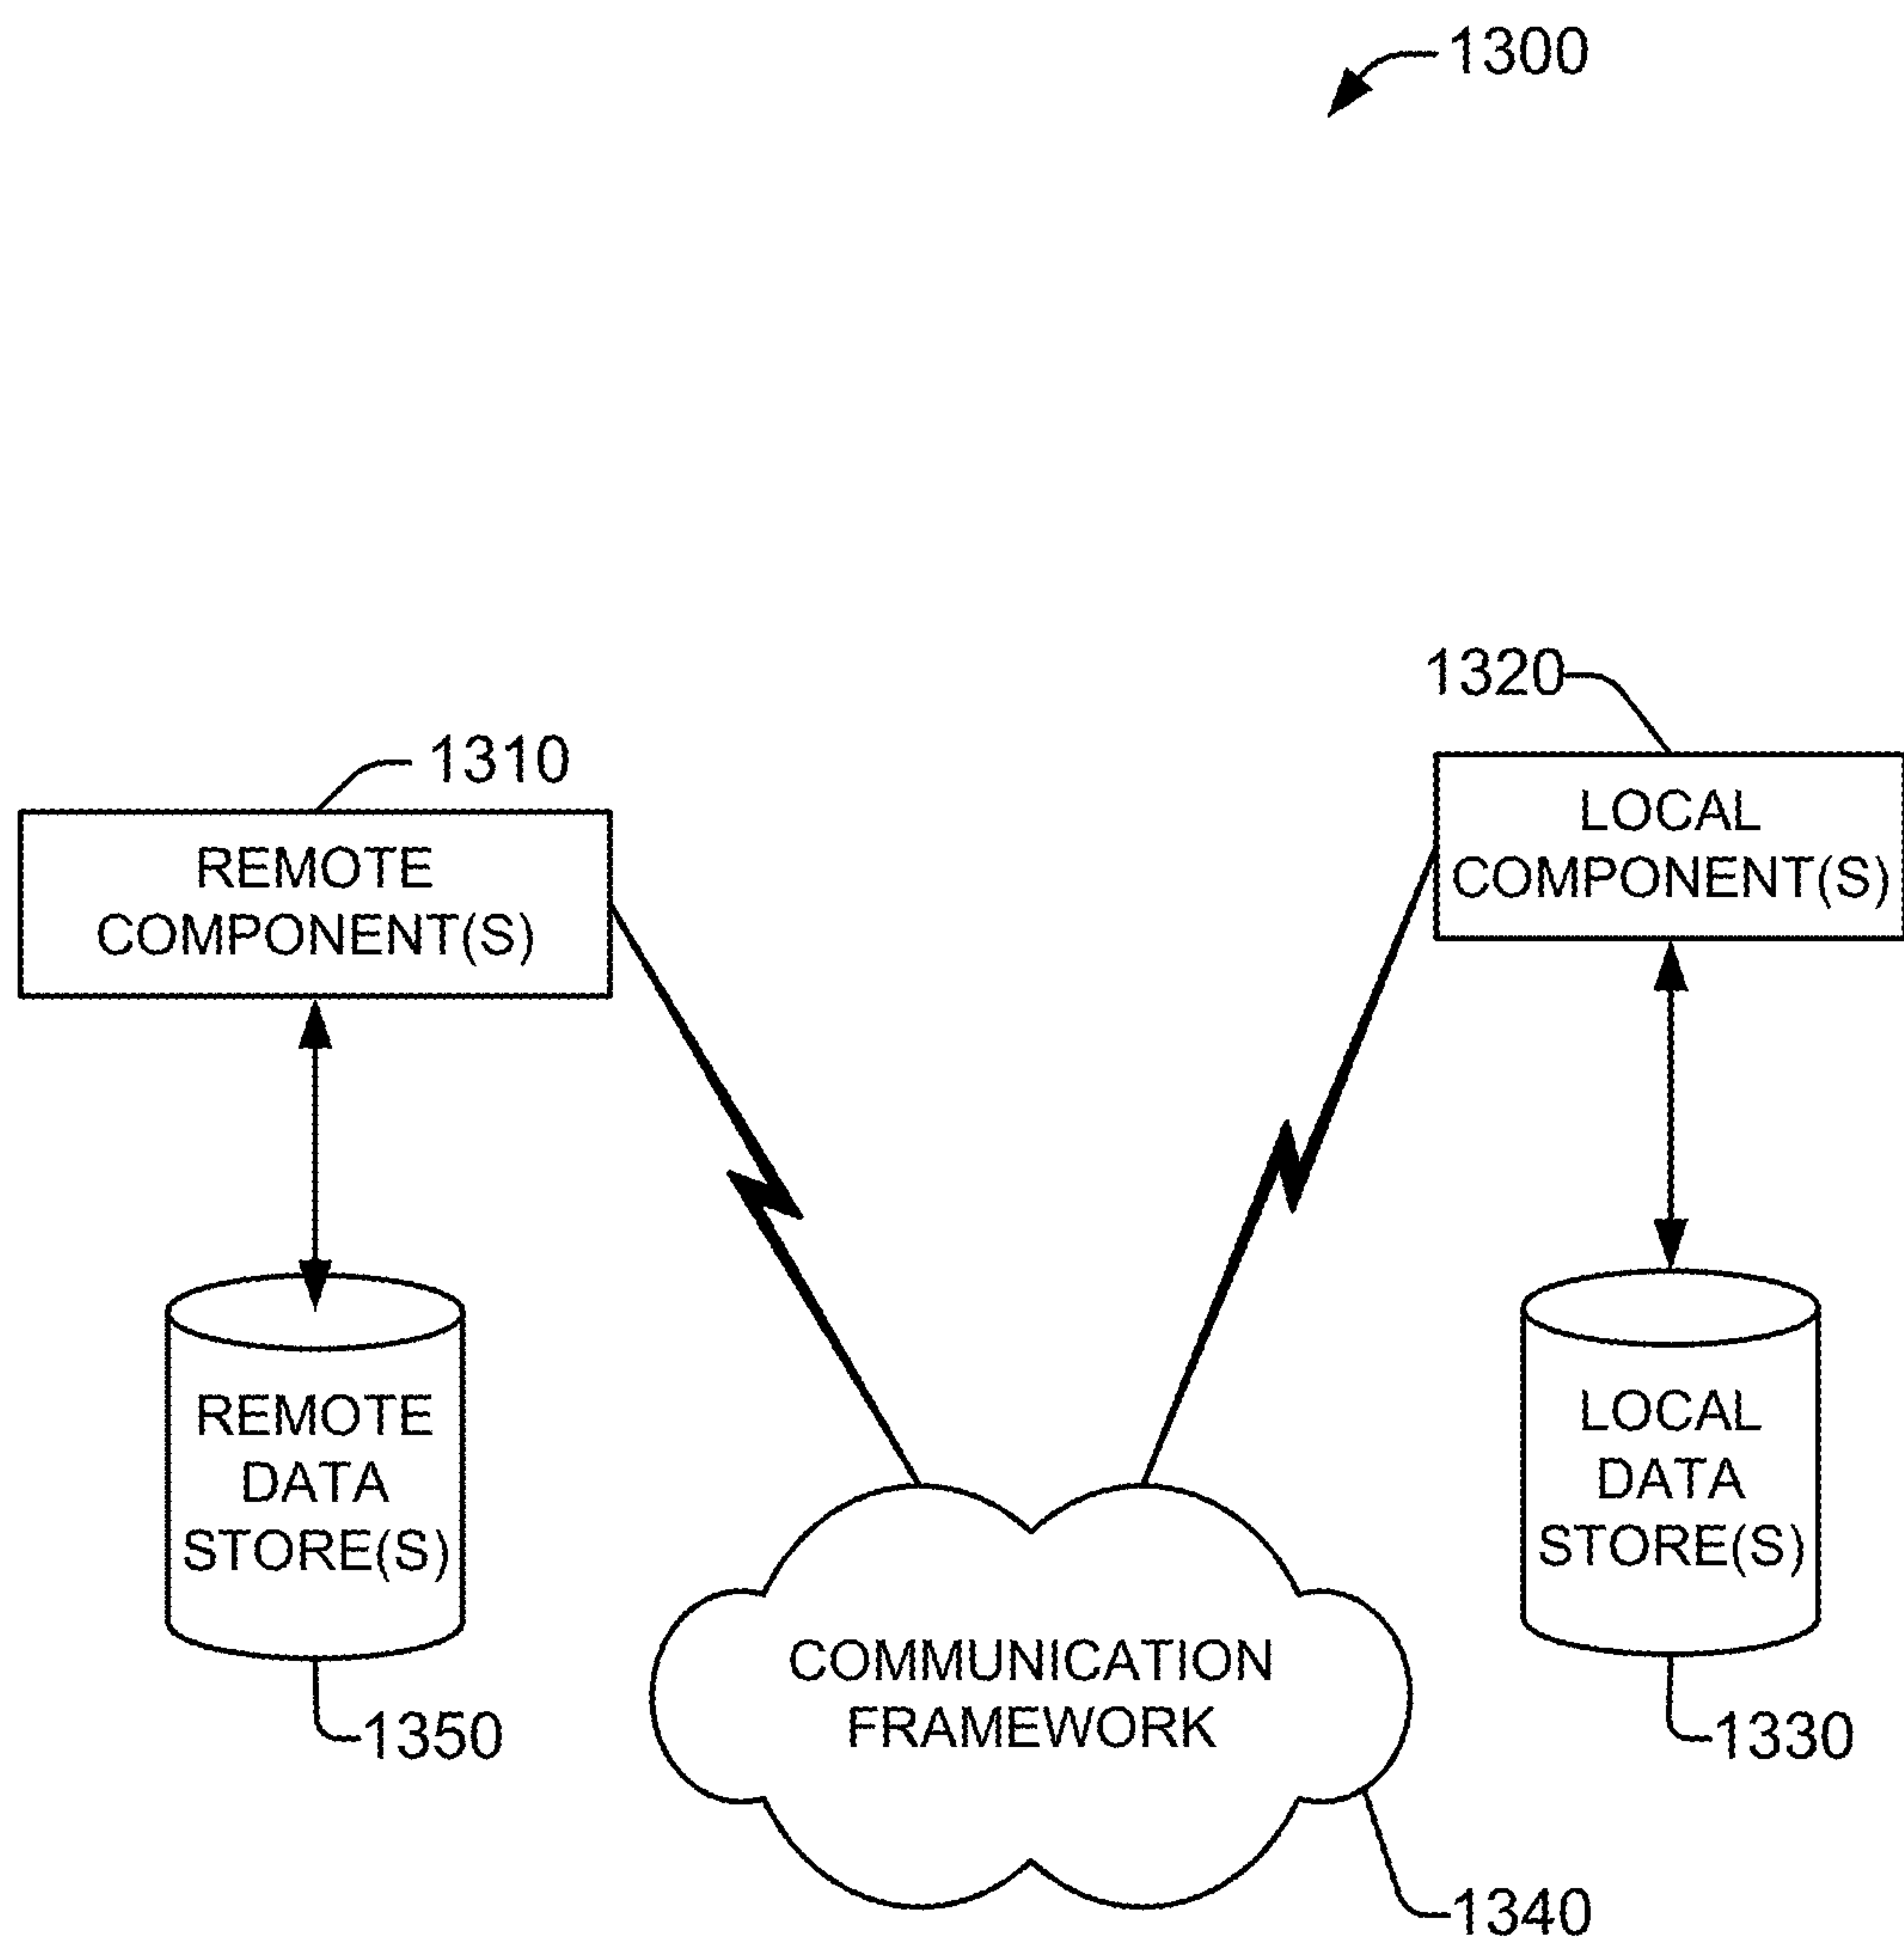 1300
1320
1310
LOCAL
COMPONENT(S)
REMOTE
COMPONENT(S)
REMOTE
DATA
STORE(S)
LOCAL
DATA
STORE(S)
COMMUNICATION
FRAMEWORK
1350
1330
1340